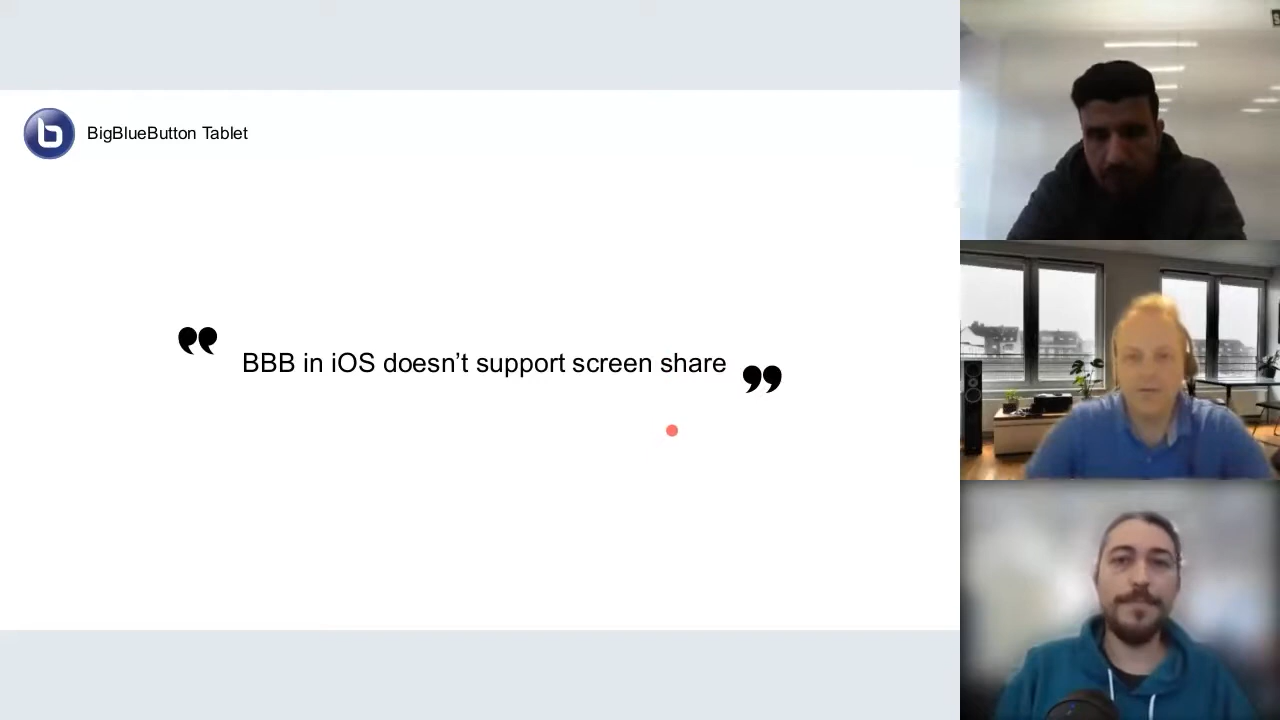 BigBlueButton Tablet
❟❟ BBB in iOS doesn’t support screen share ❟❟